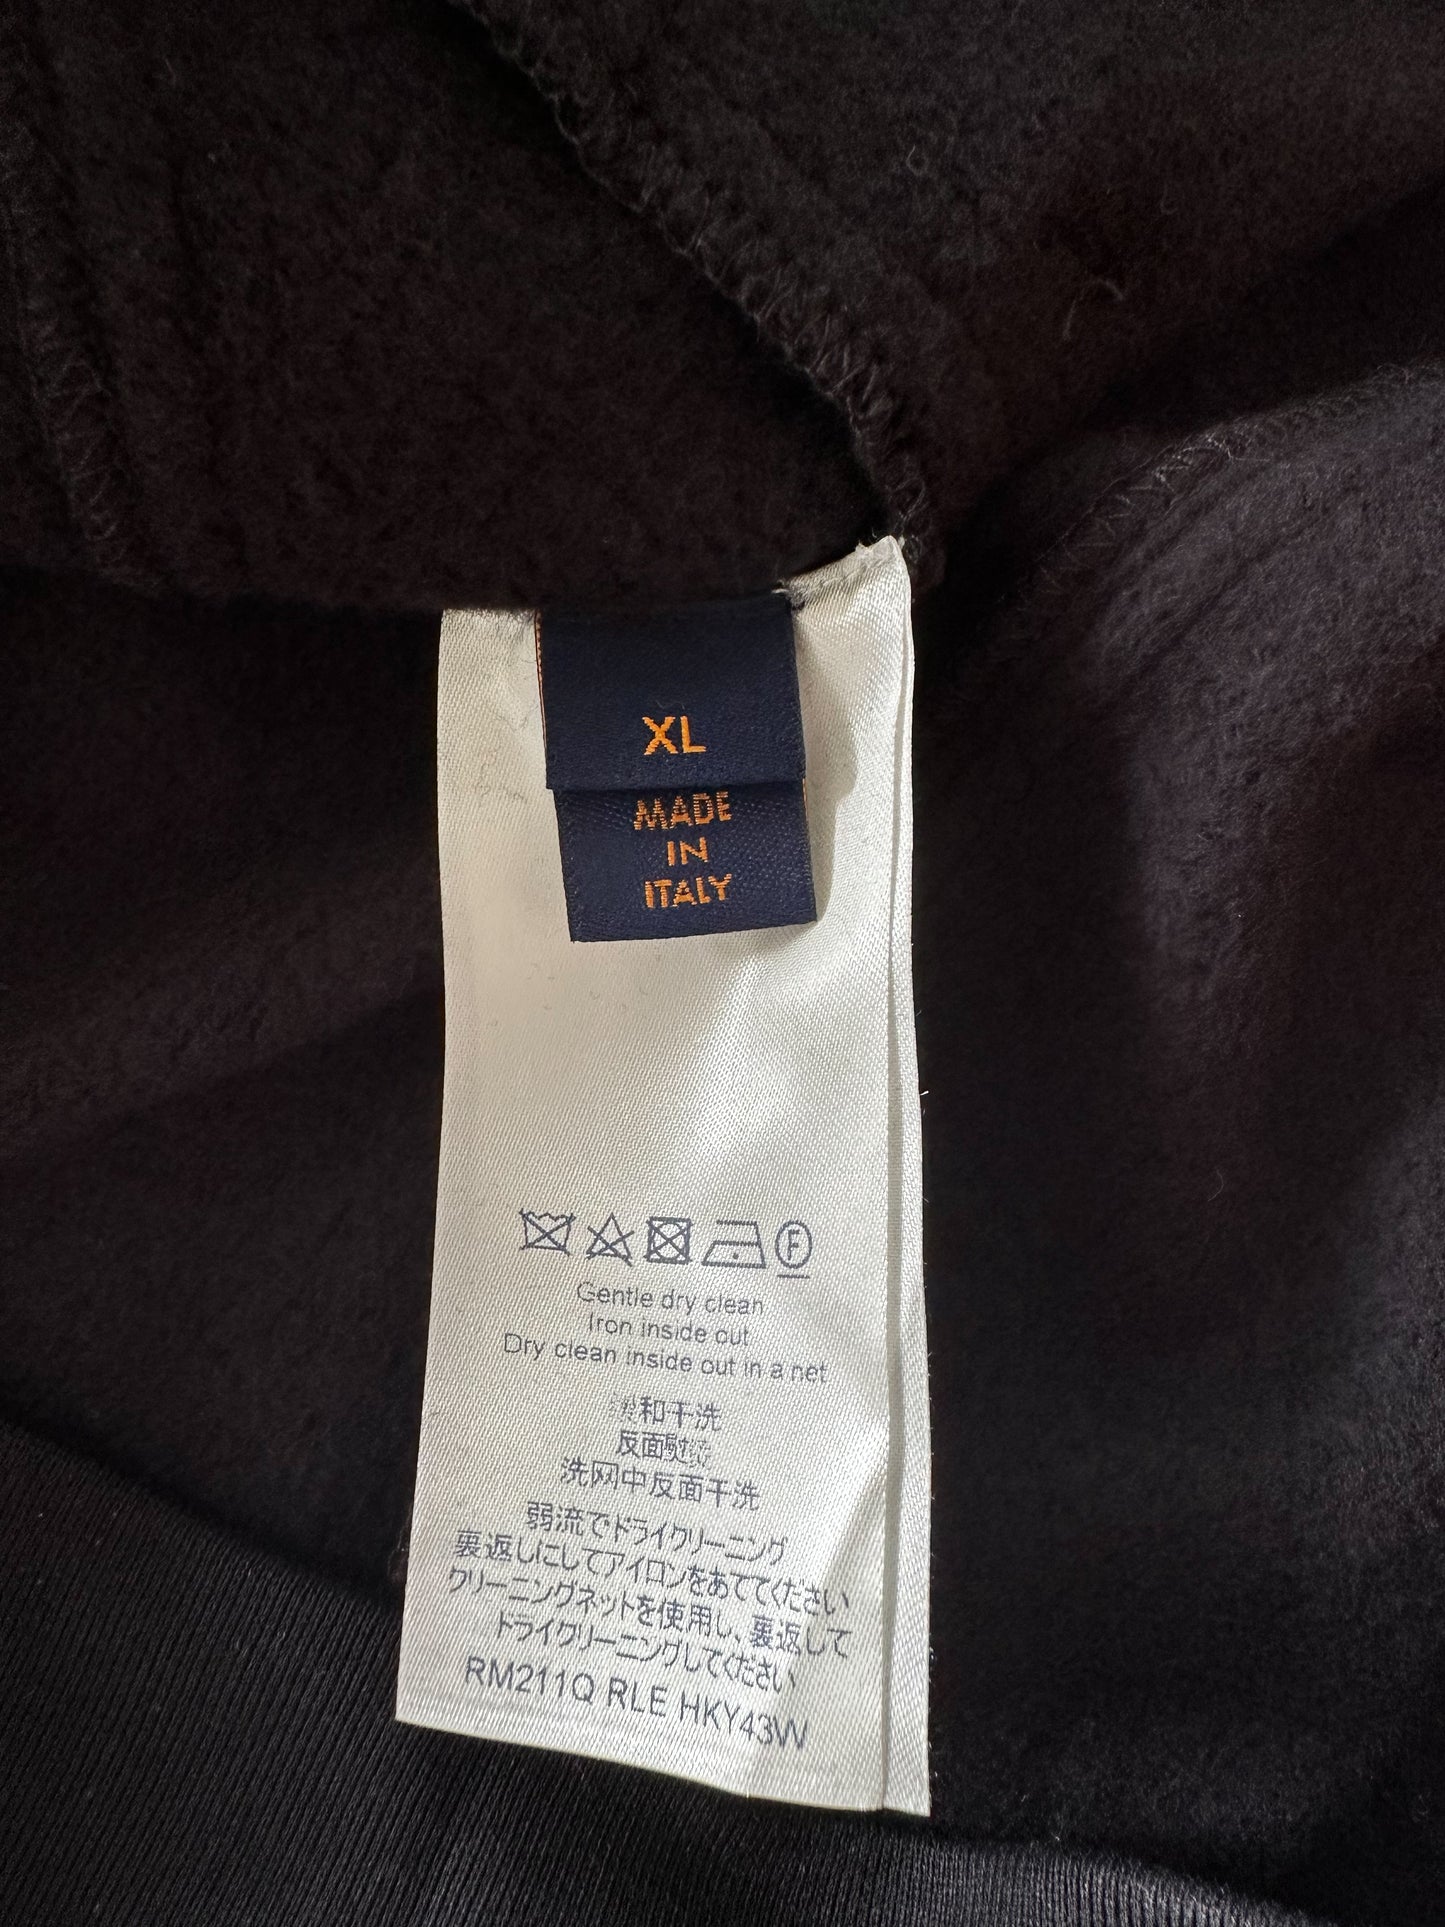 XL
MADE
IN
ITALY
F
Gentle dry clean
Iron inside out
Dry clean inside out in a net
缓和干洗
反面熨烫
洗网中反面干洗
弱流でドライクリーニング
裏返しにしてアイロンをあててください
クリーニングネットを使用し、裏返して
ドライクリーニングしてください
RM211Q RLE HKY43W